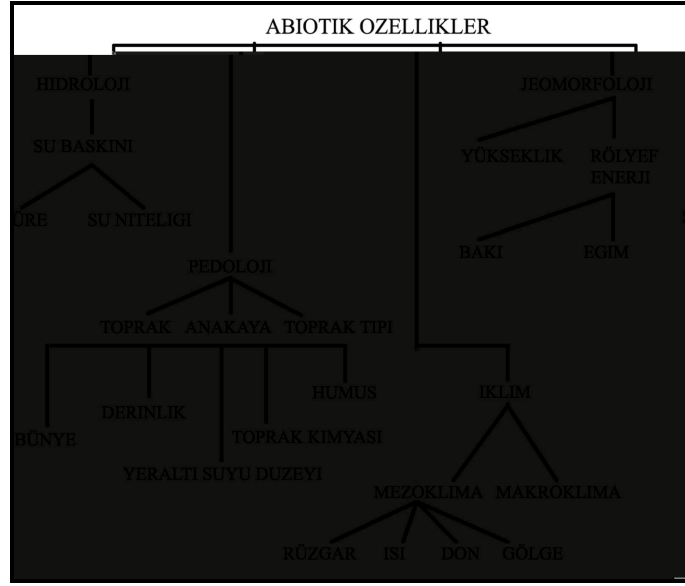 ABIOTIK OZELLIKLER
HIDROLOJI
JEOMORFOLOJI
SU BASKINI
YÜKSEKLIK
RÖLYEF
ENERJI
ÜRE
SU NITELIGI
BAKI
EGIM
PEDOLOJI
TOPRAK
ANAKAYA
TOPRAK TIPI
HUMUS
IKLIM
DERINLIK
BÜNYE
TOPRAK KIMYASI
YERALTI SUYU DUZEYI
MEZOKLIMA
MAKROKLIMA
RÜZGAR
ISI
DON
GÖLGE